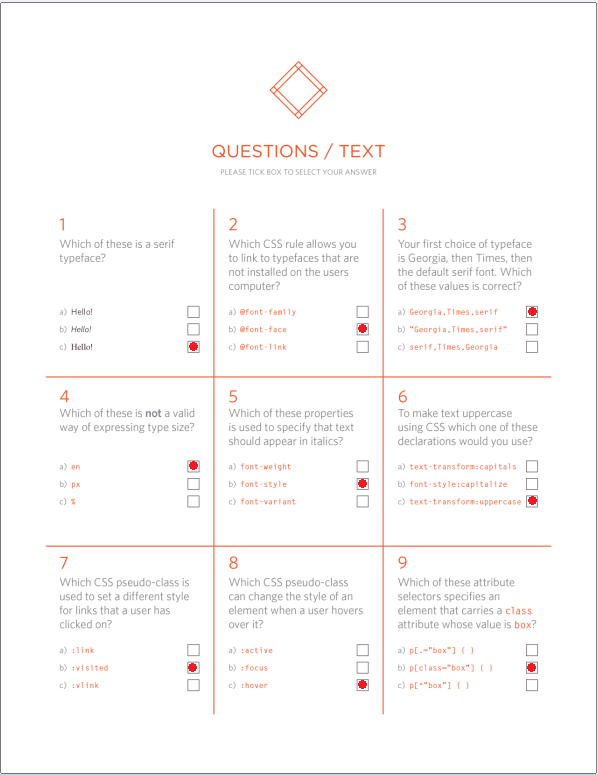 QUESTIONS / TEXT
PLEASE TICK BOX TO SELECT YOUR ANSWER
1
Which of these is a serif
typeface?
a) Hello!
b) Hello!
c) Hello!
2
Which CSS rule allows you
to link to typefaces that are
not installed on the users
computer?
a) @font-family
b) @font-face
c) @font-link
3
Your first choice of typeface
is Georgia, then Times, then
the default serif font. Which
of these values is correct?
a) Georgia,Times,serif
b) "Georgia,Times,serif"
c) serif,Times,Georgia
4
Which of these is not a valid
way of expressing type size?
a) en
b) px
c) %
5
Which of these properties
is used to specify that text
should appear in italics?
a) font-weight
b) font-style
c) font-variant
6
To make text uppercase
using CSS which one of these
declarations would you use?
a) text-transform:capitals
b) font-style:capitalize
c) text-transform:uppercase
7
Which CSS pseudo-class is
used to set a different style
for links that a user has
clicked on?
a) :link
b) :visited
c) :vlink
8
Which CSS pseudo-class
can change the style of an
element when a user hovers
over it?
a) :active
b) :focus
c) :hover
9
Which of these attribute
selectors specifies an
element that carries a class
attribute whose value is box?
a) p[.="box"] { }
b) p[class="box"] { }
c) p[^"box"] { }